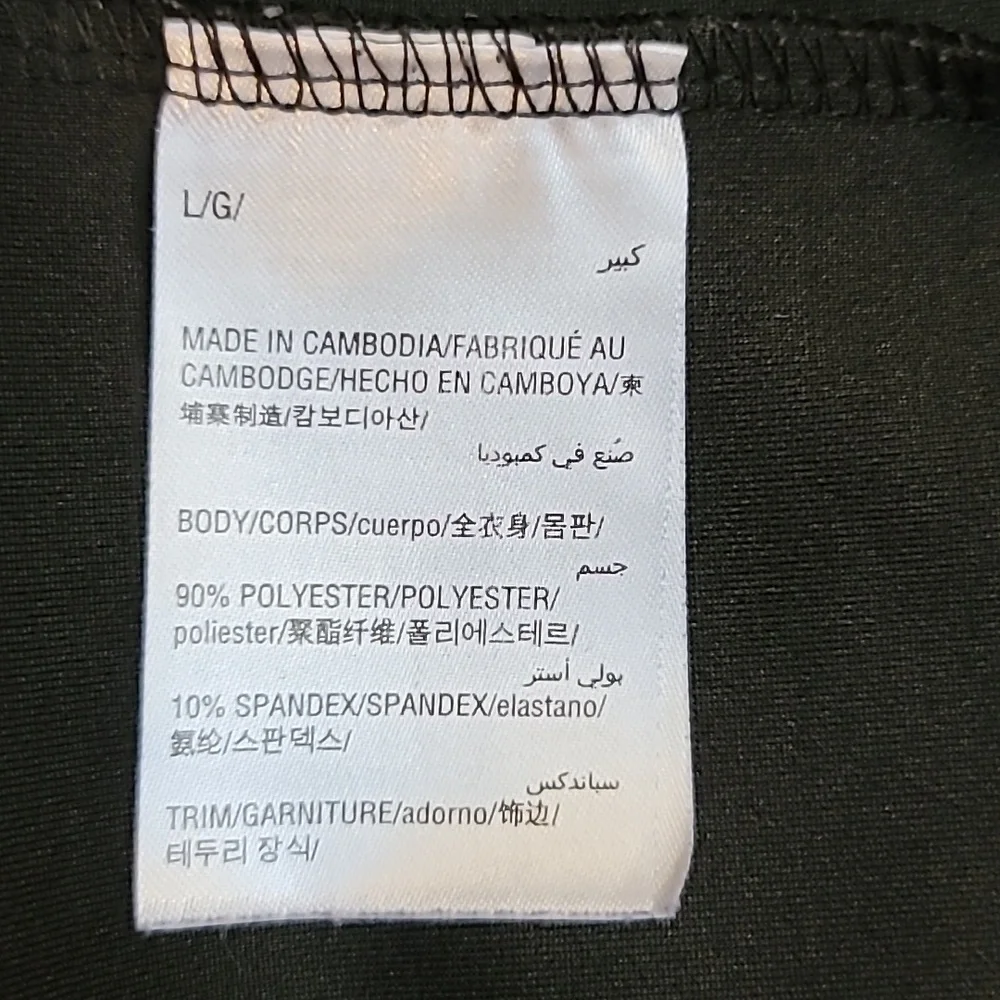 L/G/
كبير
MADE IN CAMBODIA/FABRIQUÉ AU
CAMBODGE/HECHO EN CAMBOYA/柬
埔寨制造/캄보디아산/
صُنع في كمبوديا
BODY/CORPS/cuerpo/全衣身/몸판/
جسم
90% POLYESTER/POLYESTER/
poliester/聚酯纤维/폴리에스테르/
بولي أستر
10% SPANDEX/SPANDEX/elastano/
氨纶/스판덱스/
سباندكس
TRIM/GARNITURE/adorno/饰边/
테두리 장식/